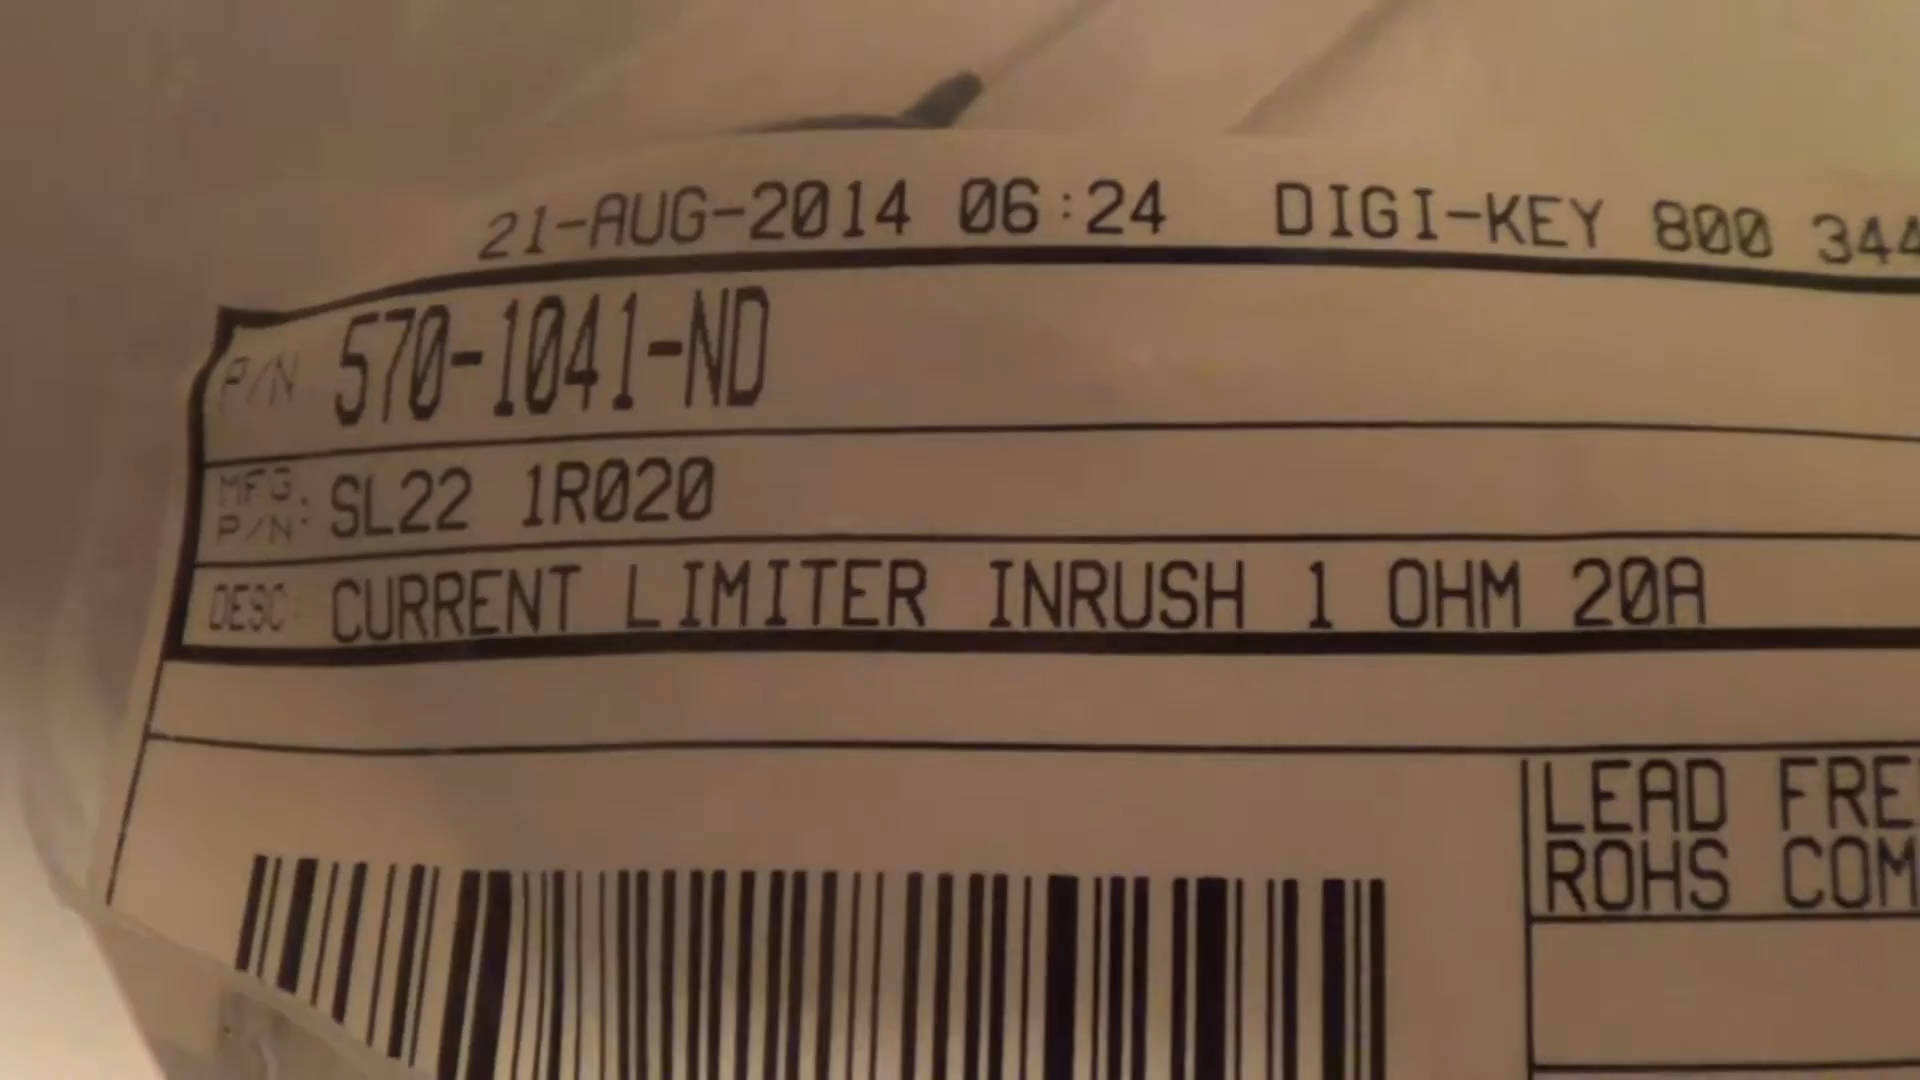 21-AUG-2014 06:24 DIGI-KEY 800 344
P/N 570-1041-ND
MFG. P/N: SL22 1R020
DESC: CURRENT LIMITER INRUSH 1 OHM 20A
LEAD FRE
ROHS COM